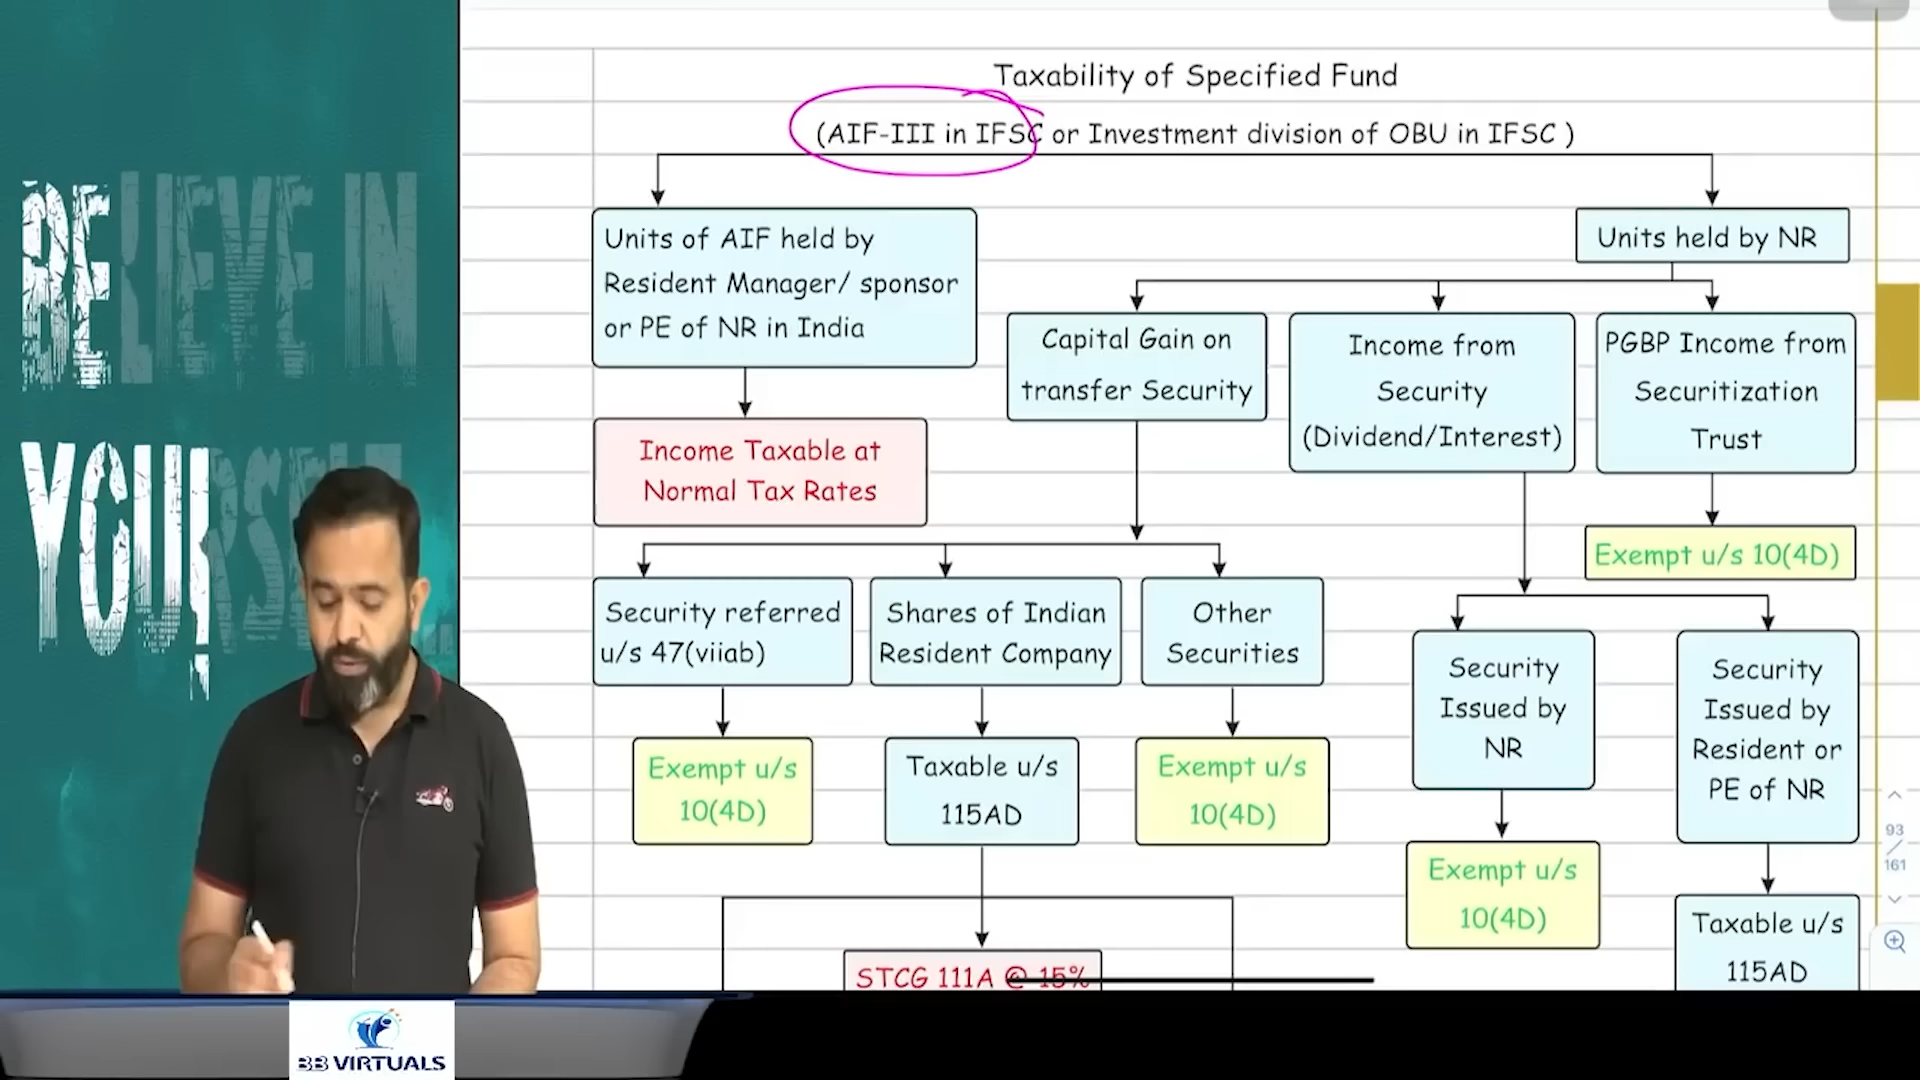 BELIEVE IN
YOURSELF
Taxability of Specified Fund
(AIF-III in IFSC or Investment division of OBU in IFSC )
Units of AIF held by
Resident Manager/ sponsor
or PE of NR in India
Units held by NR
Capital Gain on
transfer Security
Income from
Security
(Dividend/Interest)
PGBP Income from
Securitization
Trust
Income Taxable at
Normal Tax Rates
Exempt u/s 10(4D)
Security referred
u/s 47(viiab)
Shares of Indian
Resident Company
Other
Securities
Security
Issued by
NR
Security
Issued by
Resident or
PE of NR
Exempt u/s
10(4D)
Taxable u/s
115AD
Exempt u/s
10(4D)
Exempt u/s
10(4D)
Taxable u/s
115AD
STCG 111A @ 15%
93
161
BB VIRTUALS